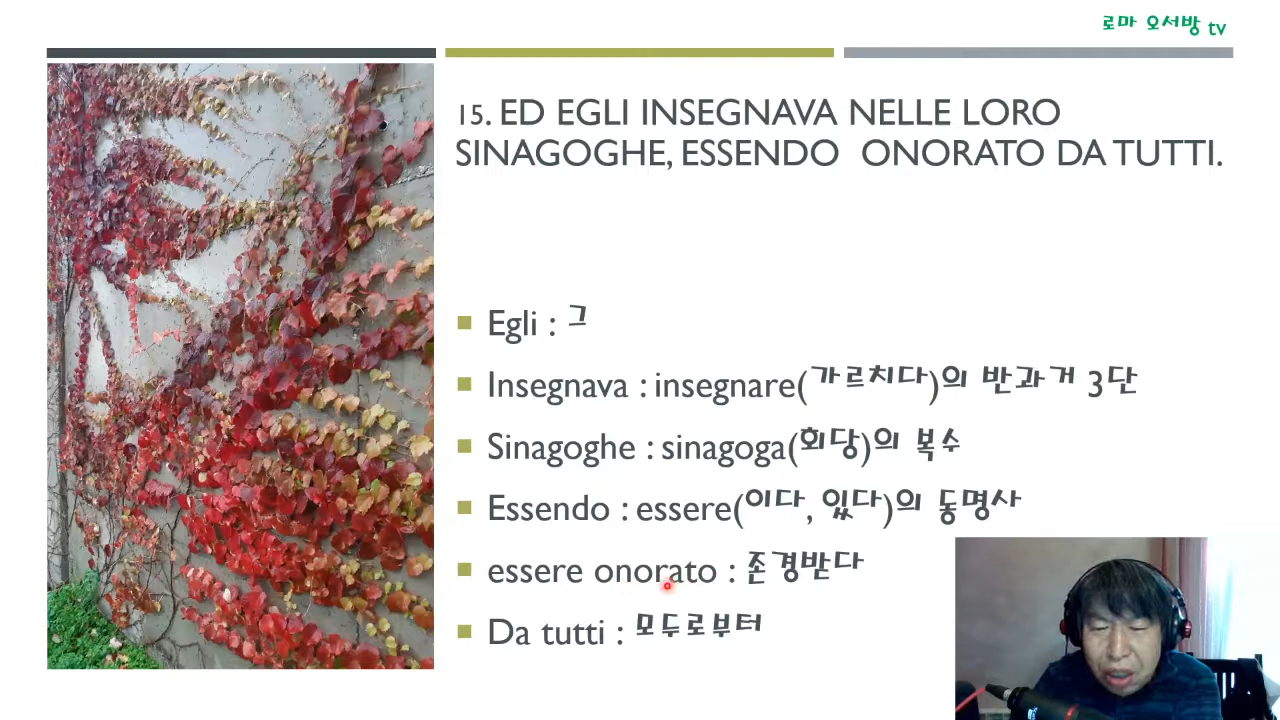 로마 오서방 tv
15. ED EGLI INSEGNAVA NELLE LORO
SINAGOGHE, ESSENDO ONORATO DA TUTTI.
Egli : 그
Insegnava : insegnare(가르치다)의 반과거 3단
Sinagoghe : sinagoga(회당)의 복수
Essendo : essere(이다, 있다)의 동명사
essere onorato : 존경받다
Da tutti : 모두로부터